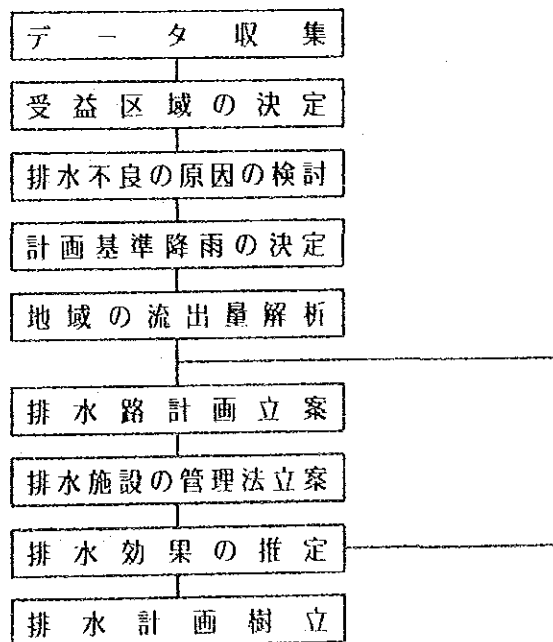 データ収集
受益区域の決定
排水不良の原因の検討
計画基準降雨の決定
地域の流出量解析
排水路計画立案
排水施設の管理法立案
排水効果の推定
排水計画樹立